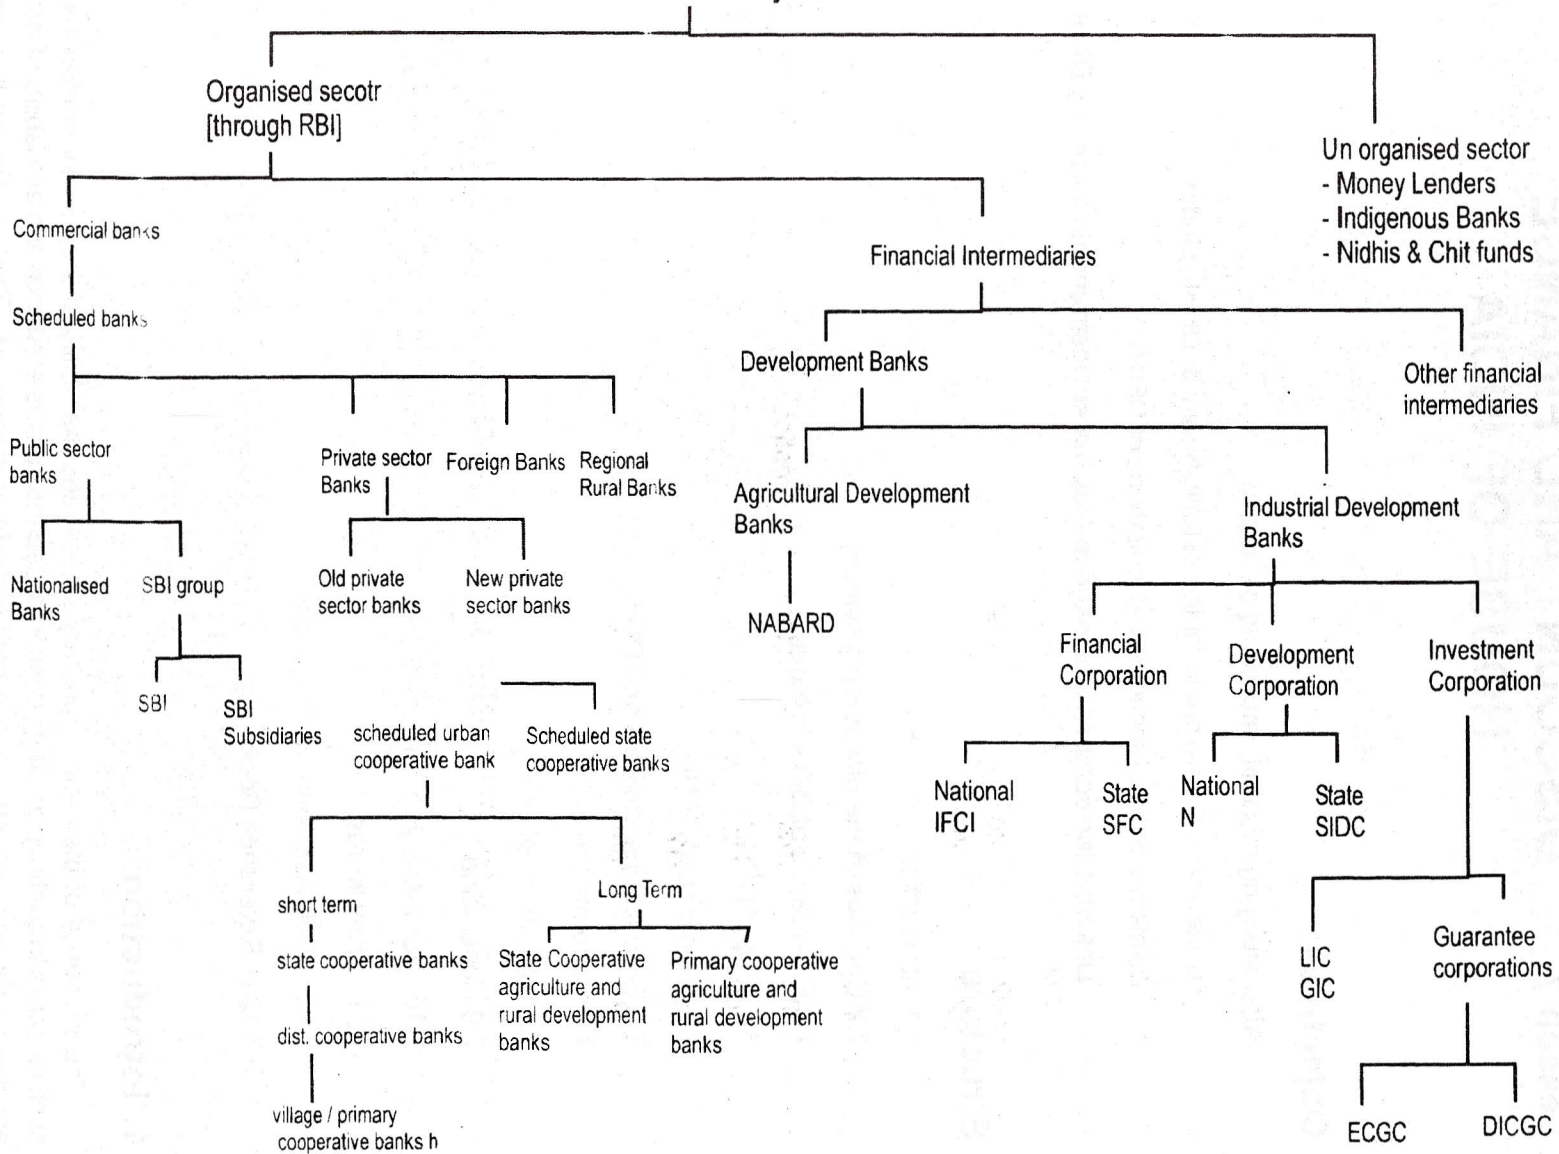 Organised secotr
[through RBI]
Un organised sector
- Money Lenders
- Indigenous Banks
- Nidhis & Chit funds
Commercial banks
Financial Intermediaries
Scheduled banks
Development Banks
Other financial
intermediaries
Public sector
banks
Private sector
Banks
Foreign Banks
Regional
Rural Banks
Agricultural Development
Banks
Industrial Development
Banks
Nationalised
Banks
SBI group
Old private
sector banks
New private
sector banks
NABARD
Financial
Corporation
Development
Corporation
Investment
Corporation
SBI
SBI
Subsidiaries
scheduled urban
cooperative bank
Scheduled state
cooperative banks
National
IFCI
State
SFC
National
N
State
SIDC
short term
Long Term
state cooperative banks
State Cooperative
agriculture and
rural development
banks
Primary cooperative
agriculture and
rural development
banks
LIC
GIC
Guarantee
corporations
dist. cooperative banks
village / primary
cooperative banks h
ECGC
DICGC